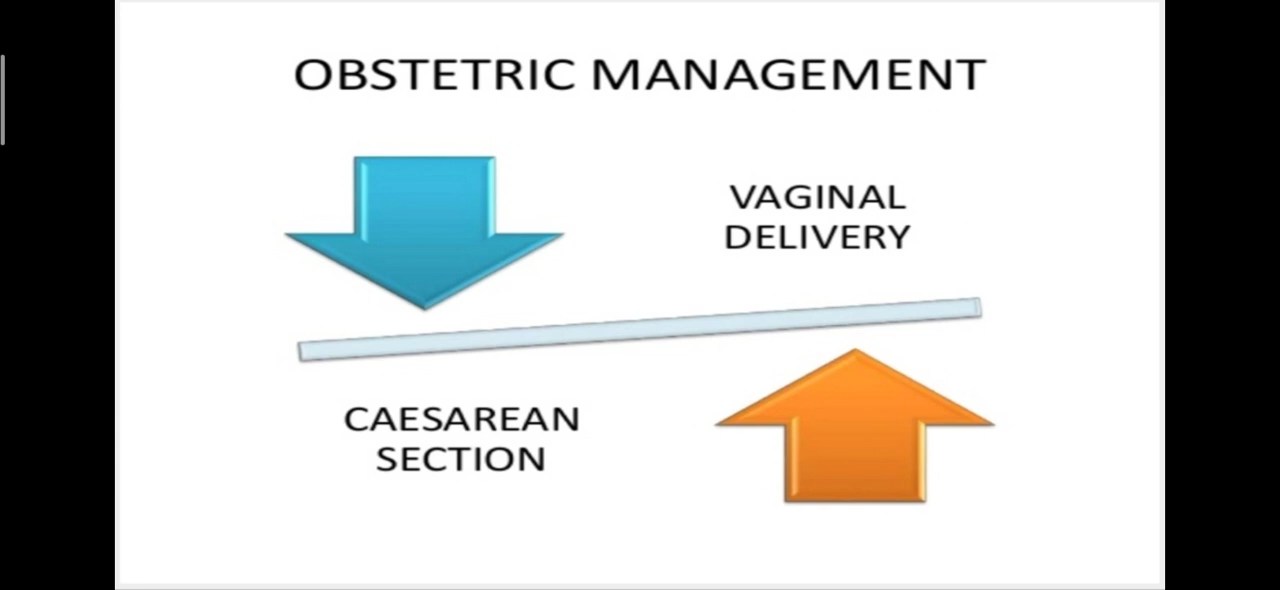 OBSTETRIC MANAGEMENT
VAGINAL
DELIVERY
CAESAREAN
SECTION